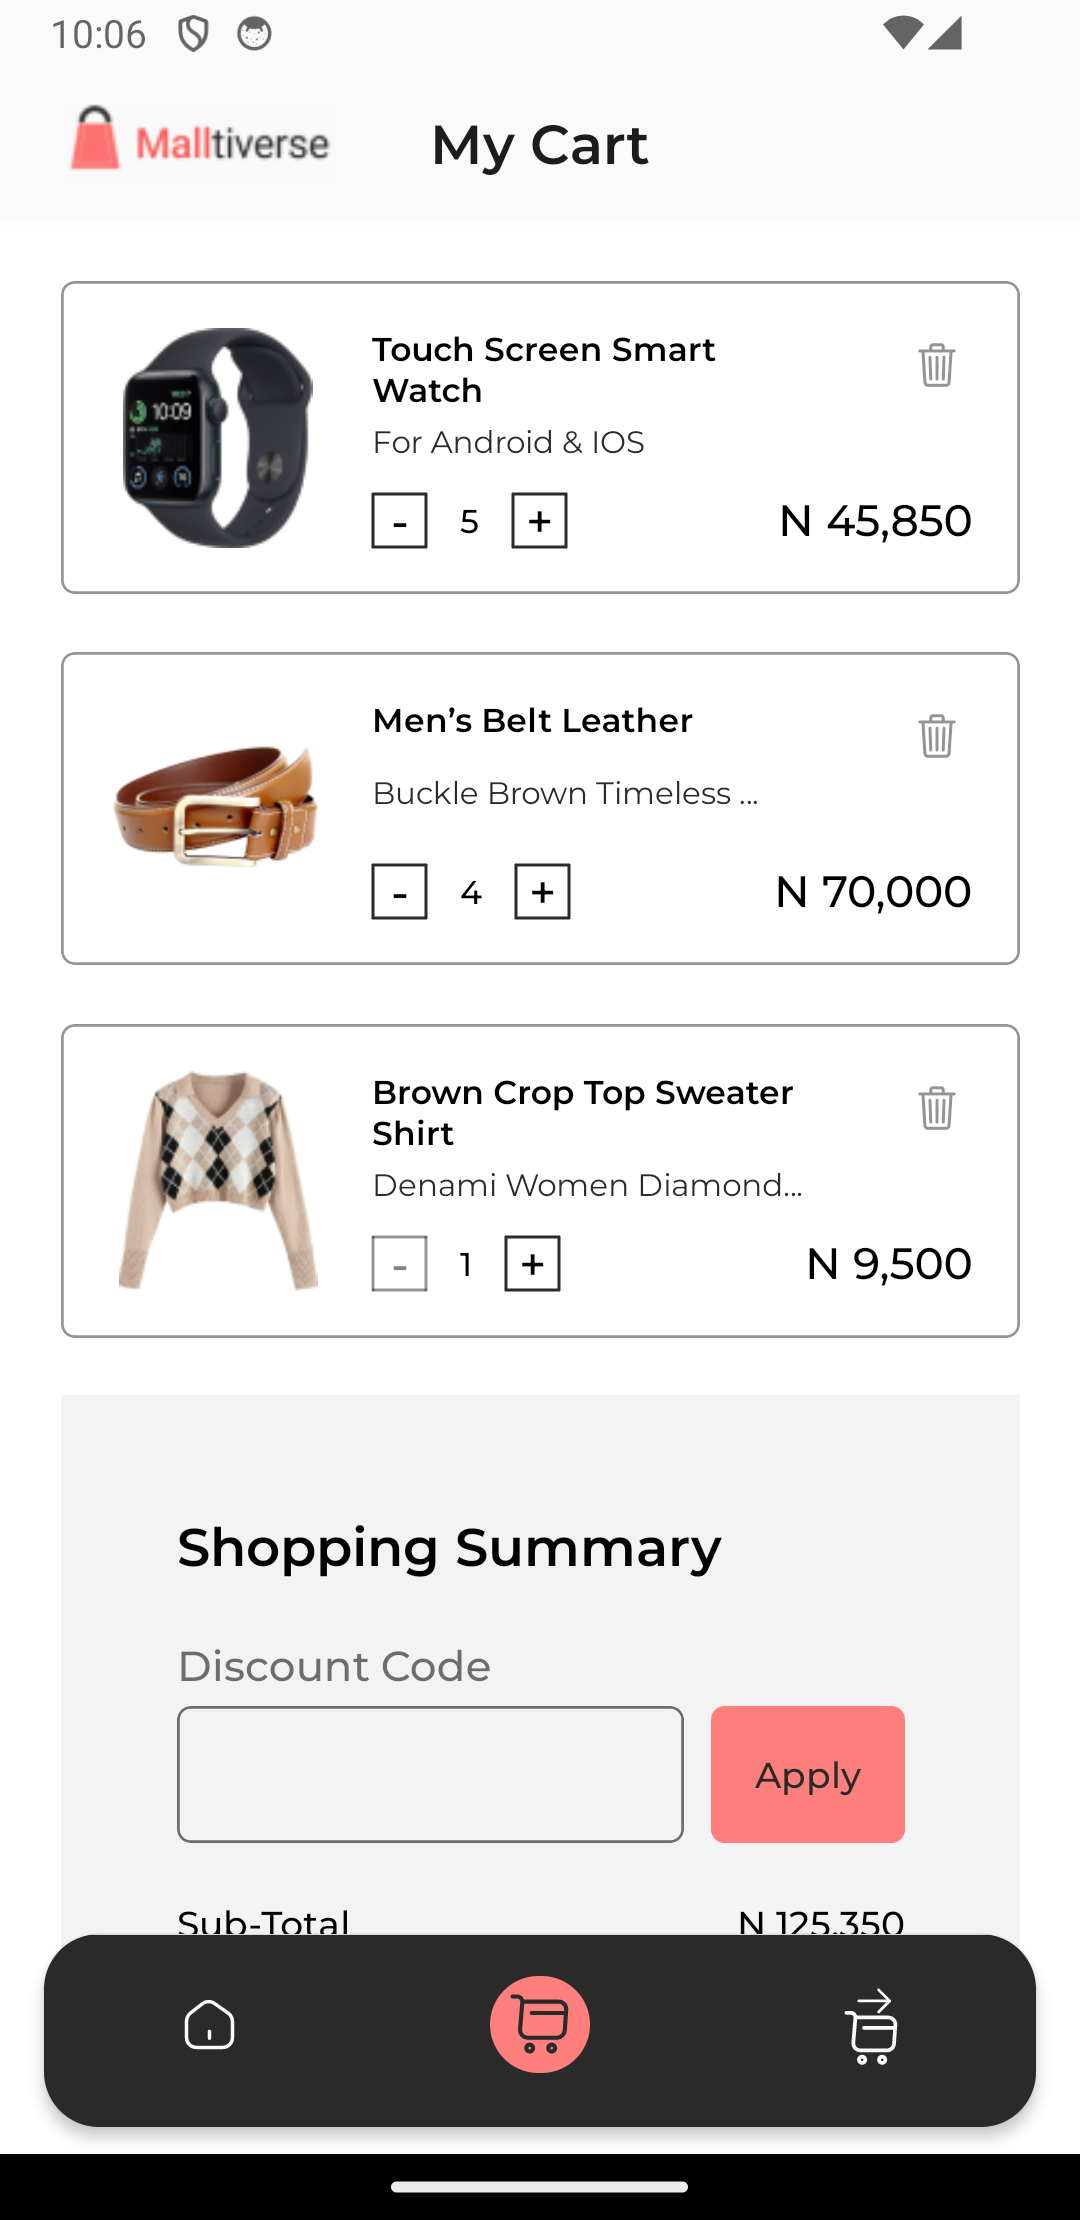 10:06
Malltiverse
My Cart
Touch Screen Smart
Watch
For Android & IOS
- 5 +
N 45,850
10:09
Men’s Belt Leather
Buckle Brown Timeless ...
- 4 +
N 70,000
Brown Crop Top Sweater
Shirt
Denami Women Diamond...
- 1 +
N 9,500
Shopping Summary
Discount Code
Apply
Sub-Total
N 125,350